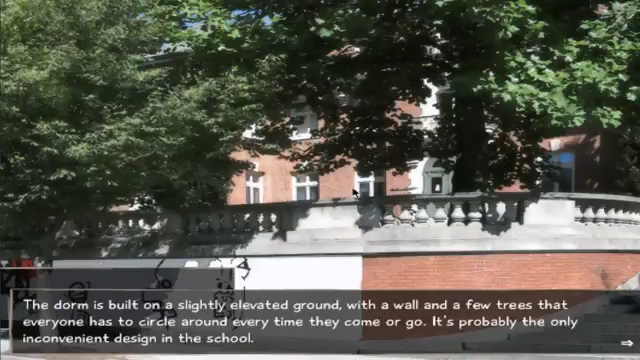 The dorm is built on a slightly elevated ground, with a wall and a few trees that
everyone has to circle around every time they come or go. It's probably the only
inconvenient design in the school.